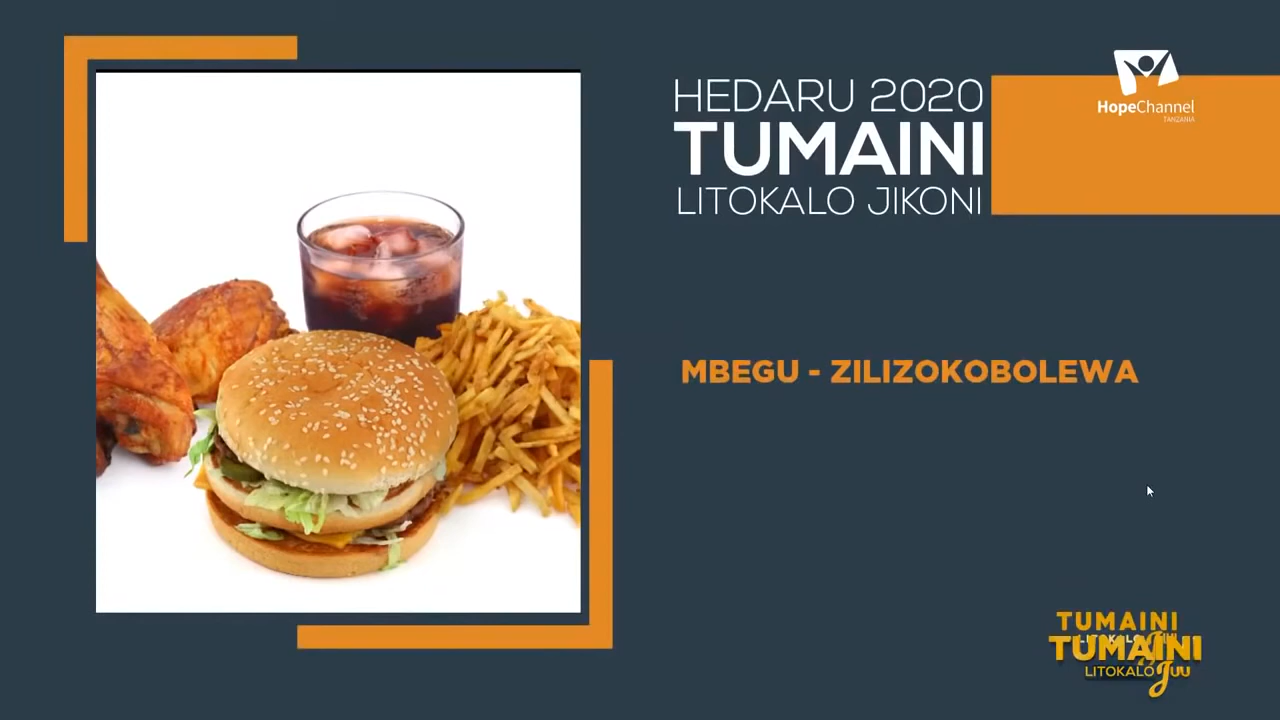 HEDARU 2020
TUMAINI
LITOKALO JIKONI
HopeChannel
TANZANIA
MBEGU - ZILIZOKOBOLEWA
TUMAINI
TUMAINI
LITOKALO JUU